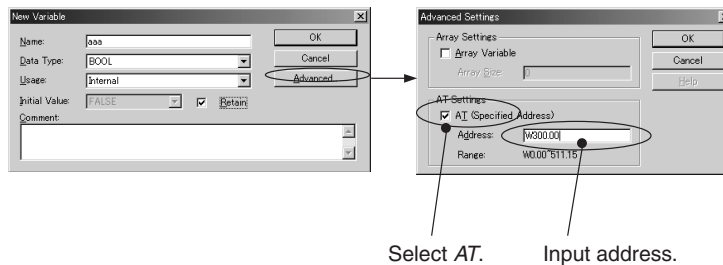 New Variable
Name: aaa
OK
Data Type: BOOL
Cancel
Usage: Internal
Advanced...
Initial Value: FALSE
Retain
Comment:
Advanced Settings
Array Settings
Array Variable
Array Size: 0
OK
Cancel
Help
AT Settings
AT (Specified Address)
Address: W300.00
Range: W0.00~511.15
Select AT.
Input address.